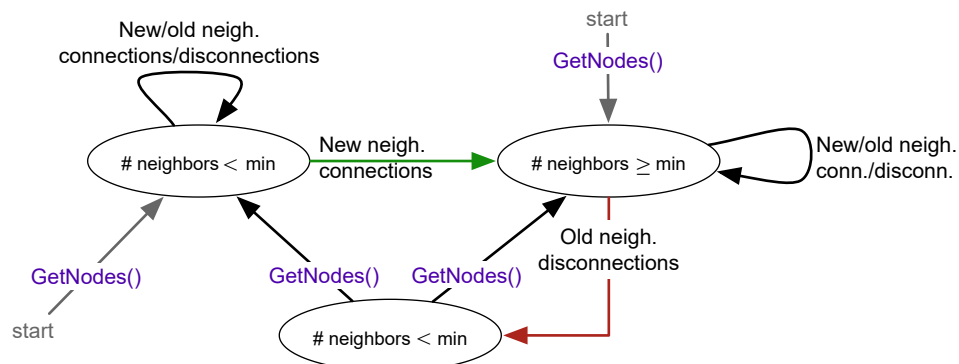 start
New/old neigh.
connections/disconnections
GetNodes()
New neigh.
connections
# neighbors < min
# neighbors ≥ min
New/old neigh.
conn./disconn.
Old neigh.
disconnections
GetNodes()
GetNodes()
GetNodes()
start
# neighbors < min